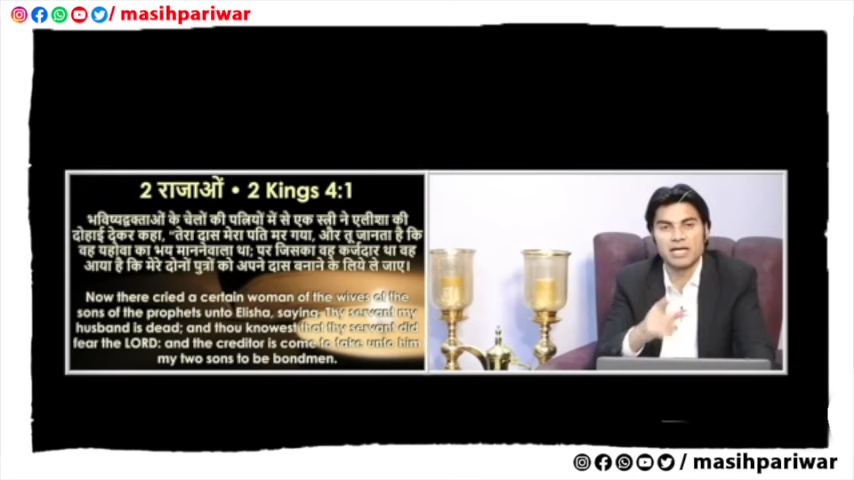 / masihpariwar
2 राजाओं • 2 Kings 4:1
भविष्यद्वक्ताओं के चेलों की पत्नियों में से एक स्त्री ने एलीशा की
दोहाई देकर कहा, “तेरा दास मेरा पति मर गया, और तू जानता है कि
वह यहोवा का भय माननेवाला था; पर जिसका वह कर्जदार था वह
आया है कि मेरे दोनों पुत्रों को अपने दास बनाने के लिये ले जाए।
Now there cried a certain woman of the wives of the
sons of the prophets unto Elisha, saying, Thy servant my
husband is dead; and thou knowest that thy servant did
fear the LORD: and the creditor is come to take unto him
my two sons to be bondmen.
/ masihpariwar